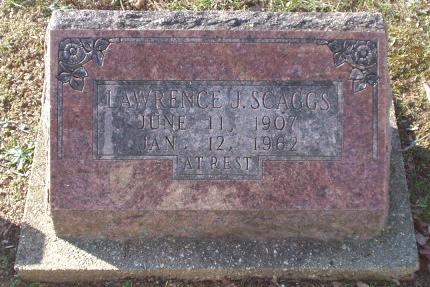 LAWRENCE J. SCAGGS
JUNE 11, 1907
JAN. 12, 1962
AT REST